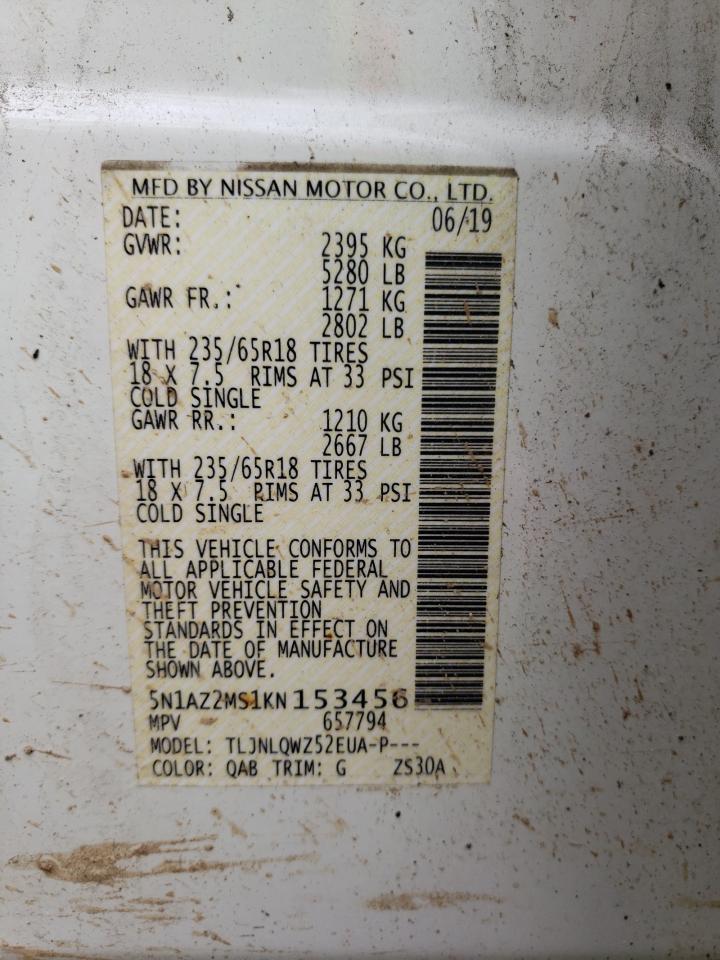 MFD BY NISSAN MOTOR CO., LTD.
DATE: 06/19
GVWR: 2395 KG
5280 LB
GAWR FR.: 1271 KG
2802 LB
WITH 235/65R18 TIRES
18 X 7.5 RIMS AT 33 PSI
COLD SINGLE
GAWR RR.: 1210 KG
2667 LB
WITH 235/65R18 TIRES
18 X 7.5 RIMS AT 33 PSI
COLD SINGLE
THIS VEHICLE CONFORMS TO
ALL APPLICABLE FEDERAL
MOTOR VEHICLE SAFETY AND
THEFT PREVENTION
STANDARDS IN EFFECT ON
THE DATE OF MANUFACTURE
SHOWN ABOVE.
5N1AZ2MS1KN153456
MPV 657794
MODEL: TLJNLQWZ52EUA-P---
COLOR: QAB TRIM: G ZS30A